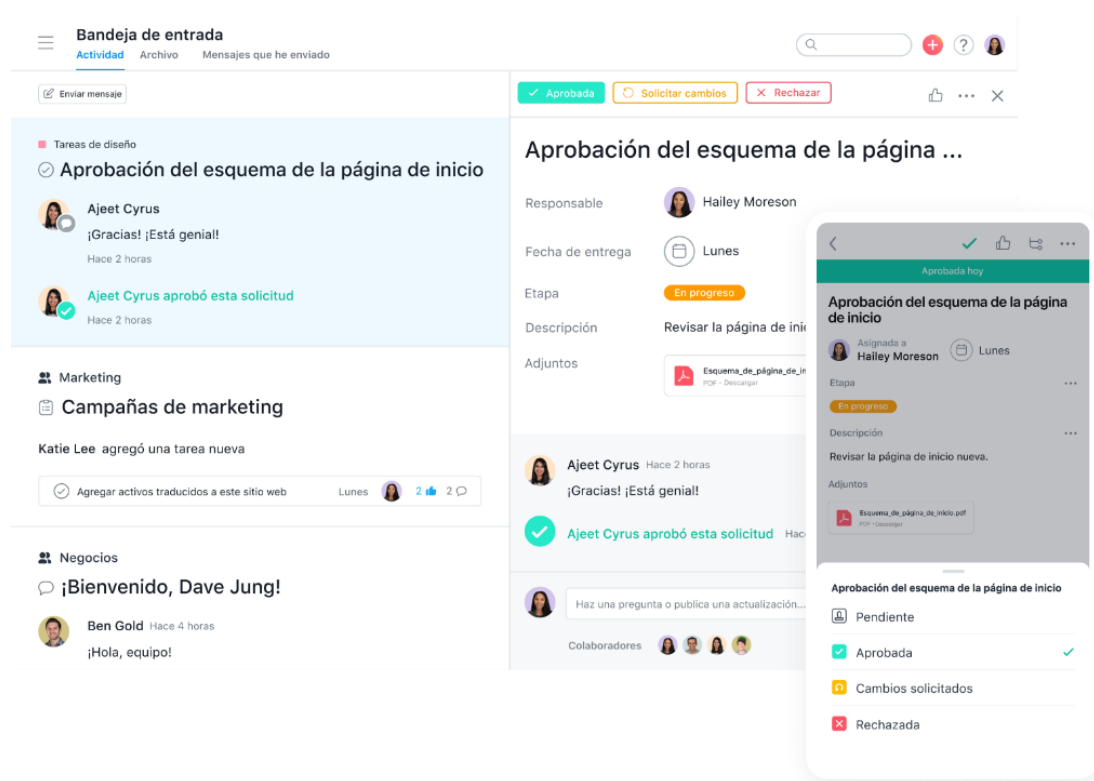 Bandeja de entrada
Actividad Archivo Mensajes que he enviado
?
Enviar mensaje
Tareas de diseño
Aprobación del esquema de la página de inicio
Ajeet Cyrus
¡Gracias! ¡Está genial!
Hace 2 horas
Ajeet Cyrus aprobó esta solicitud
Hace 2 horas
Marketing
Campañas de marketing
Katie Lee agregó una tarea nueva
Agregar activos traducidos a este sitio web Lunes 2 2
Negocios
¡Bienvenido, Dave Jung!
Ben Gold Hace 4 horas
¡Hola, equipo!
Aprobada Solicitar cambios Rechazar
Aprobación del esquema de la página ...
Responsable Hailey Moreson
Fecha de entrega Lunes
Etapa En progreso
Descripción Revisar la página de ini
Adjuntos
Esquema_de_página_de_in
PDF - Descargar
Ajeet Cyrus Hace 2 horas
¡Gracias! ¡Está genial!
Ajeet Cyrus aprobó esta solicitud Hac
Haz una pregunta o publica una actualización...
Colaboradores
Aprobada hoy
Aprobación del esquema de la página
de inicio
Asignada a
Hailey Moreson
Lunes
Etapa
En progreso
Descripción
Revisar la página de inicio nueva.
Adjuntos
Esquema_de_página_de_inicio.pdf
PDF • Descargar
Aprobación del esquema de la página de inicio
Pendiente
Aprobada
Cambios solicitados
Rechazada